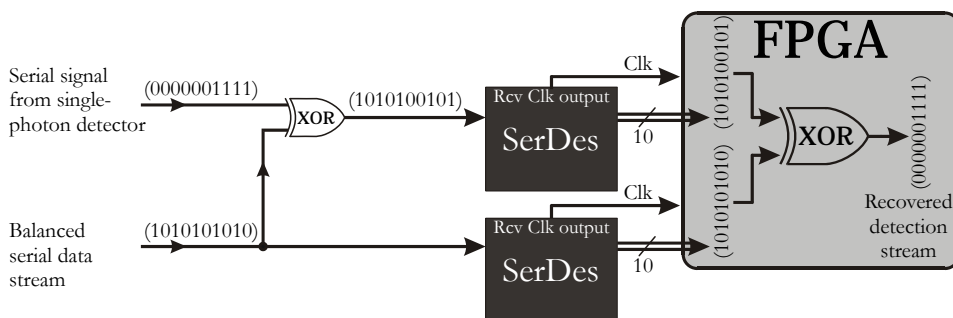 Serial signal
from single-
photon detector
(0000001111)
XOR
(1010100101)
Rcv Clk output
SerDes
Clk
10
Balanced
serial data
stream
(1010101010)
Rcv Clk output
SerDes
Clk
10
FPGA
(1010100101)
(1010101010)
XOR
(0000001111)
Recovered
detection
stream